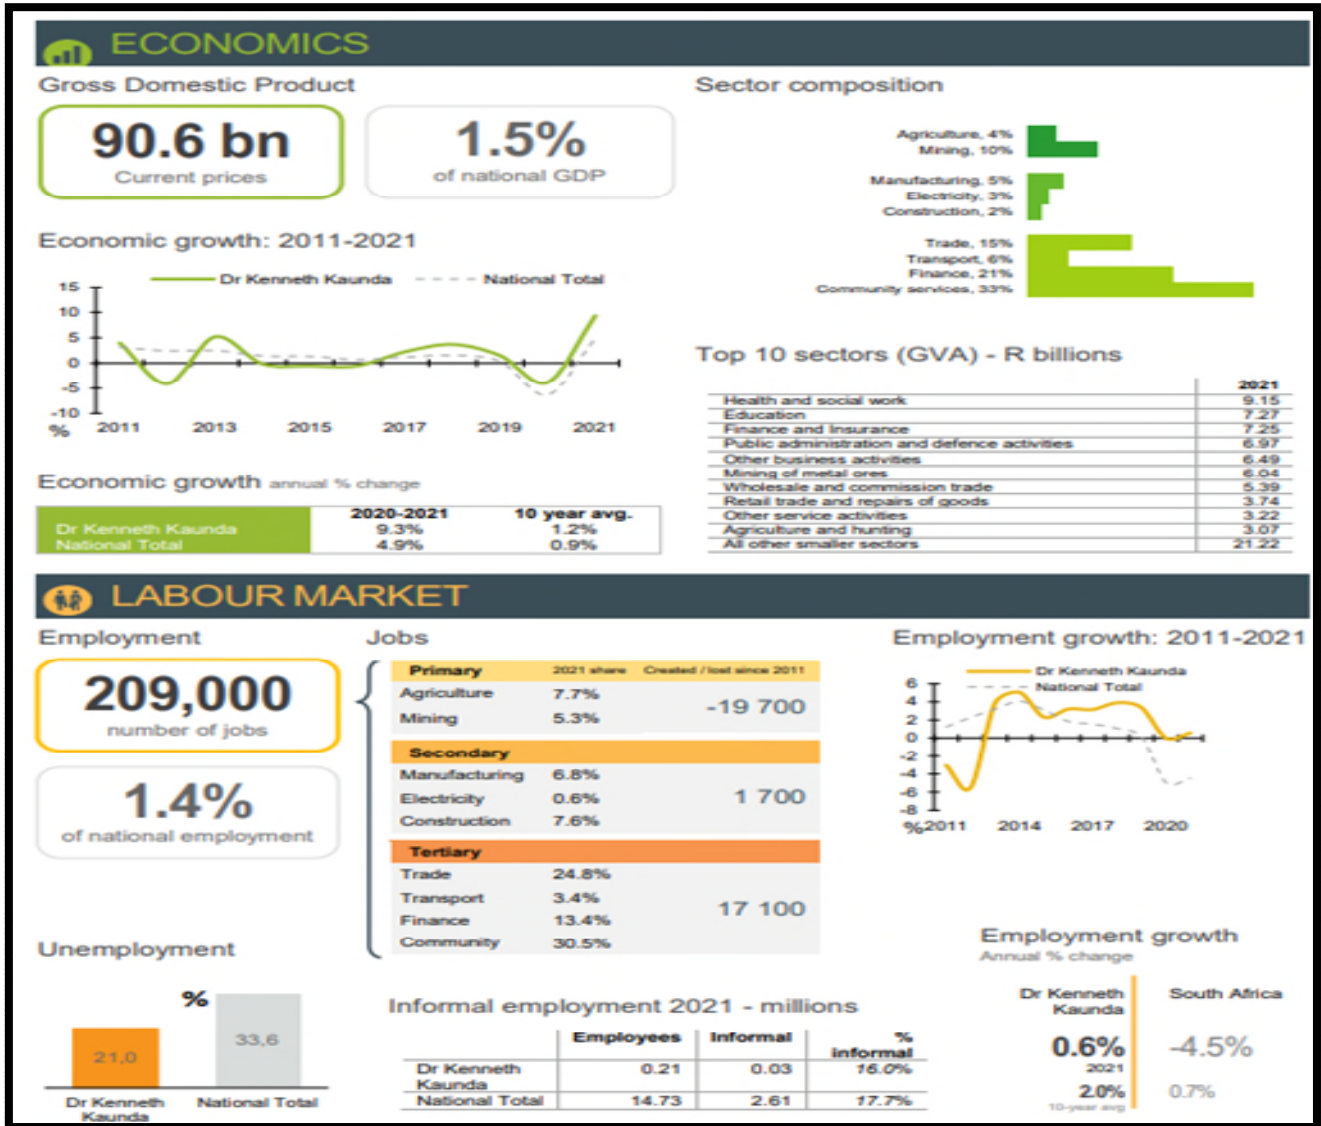 ECONOMICS
Gross Domestic Product
90.6 bn
Current prices
1.5%
of national GDP
Economic growth: 2011-2021
Dr Kenneth Kaunda
National Total
15
10
5
0
-5
-10
%
2011 2013 2015 2017 2019 2021
Economic growth annual % change
2020-2021 10 year avg.
Dr Kenneth Kaunda 9.3% 1.2%
National Total 4.9% 0.9%
Sector composition
Agriculture, 4%
Mining, 10%
Manufacturing, 5%
Electricity, 3%
Construction, 2%
Trade, 15%
Transport, 6%
Finance, 21%
Community services, 33%
Top 10 sectors (GVA) - R billions
2021
Health and social work 9.15
Education 7.27
Finance and Insurance 7.25
Public administration and defence activities 6.97
Other business activities 6.49
Mining of metal ores 6.04
Wholesale and commission trade 5.39
Retail trade and repairs of goods 3.74
Other service activities 3.22
Agriculture and hunting 3.07
All other smaller sectors 21.22
LABOUR MARKET
Employment
209,000
number of jobs
1.4%
of national employment
Jobs
Primary 2021 share Created / lost since 2011
Agriculture 7.7%
Mining 5.3%
-19 700
Secondary
Manufacturing 6.8%
Electricity 0.6%
Construction 7.6%
1 700
Tertiary
Trade 24.8%
Transport 3.4%
Finance 13.4%
Community 30.5%
17 100
Employment growth: 2011-2021
Dr Kenneth Kaunda
National Total
6
4
2
0
-2
-4
-6
-8
%
2011 2014 2017 2020
Unemployment
%
21,0
33,6
Dr Kenneth
Kaunda
National Total
Informal employment 2021 - millions
Employees Informal %
informal
Dr Kenneth
Kaunda 0.21 0.03 16.0%
National Total 14.73 2.61 17.7%
Employment growth
Annual % change
Dr Kenneth
Kaunda
South Africa
0.6% -4.5%
2021
2.0% 0.7%
10-year avg